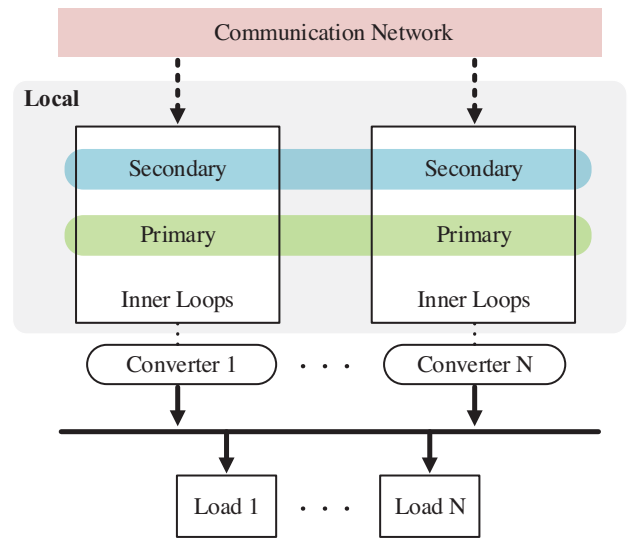 Communication Network
Local
Secondary Secondary
Primary Primary
Inner Loops Inner Loops
Converter 1 . . . Converter N
Load 1 . . . Load N